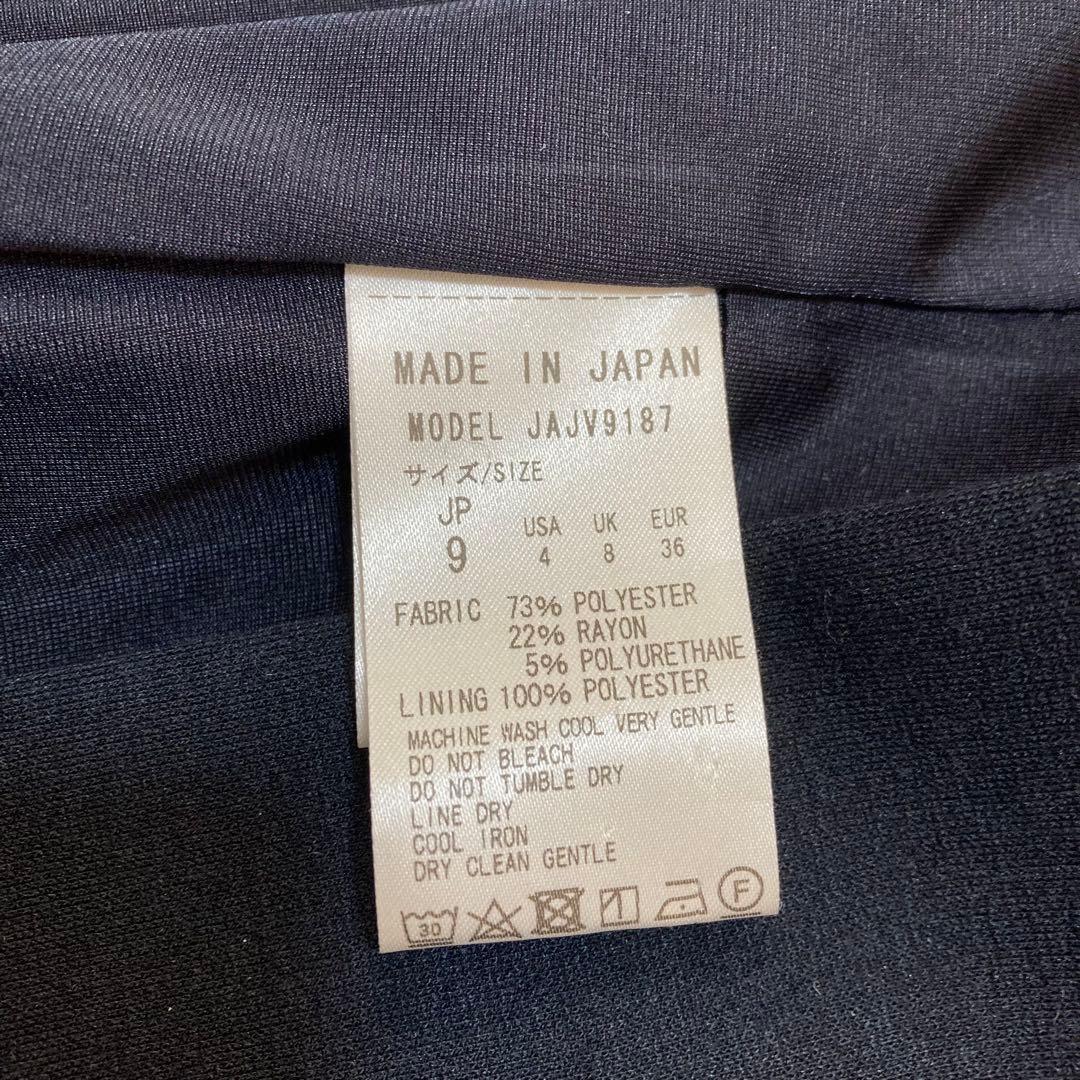 MADE IN JAPAN
MODEL JAJV9187
サイズ/SIZE
JP USA UK EUR
9 4 8 36
FABRIC 73% POLYESTER
22% RAYON
5% POLYURETHANE
LINING 100% POLYESTER
MACHINE WASH COOL VERY GENTLE
DO NOT BLEACH
DO NOT TUMBLE DRY
LINE DRY
COOL IRON
DRY CLEAN GENTLE
30 F